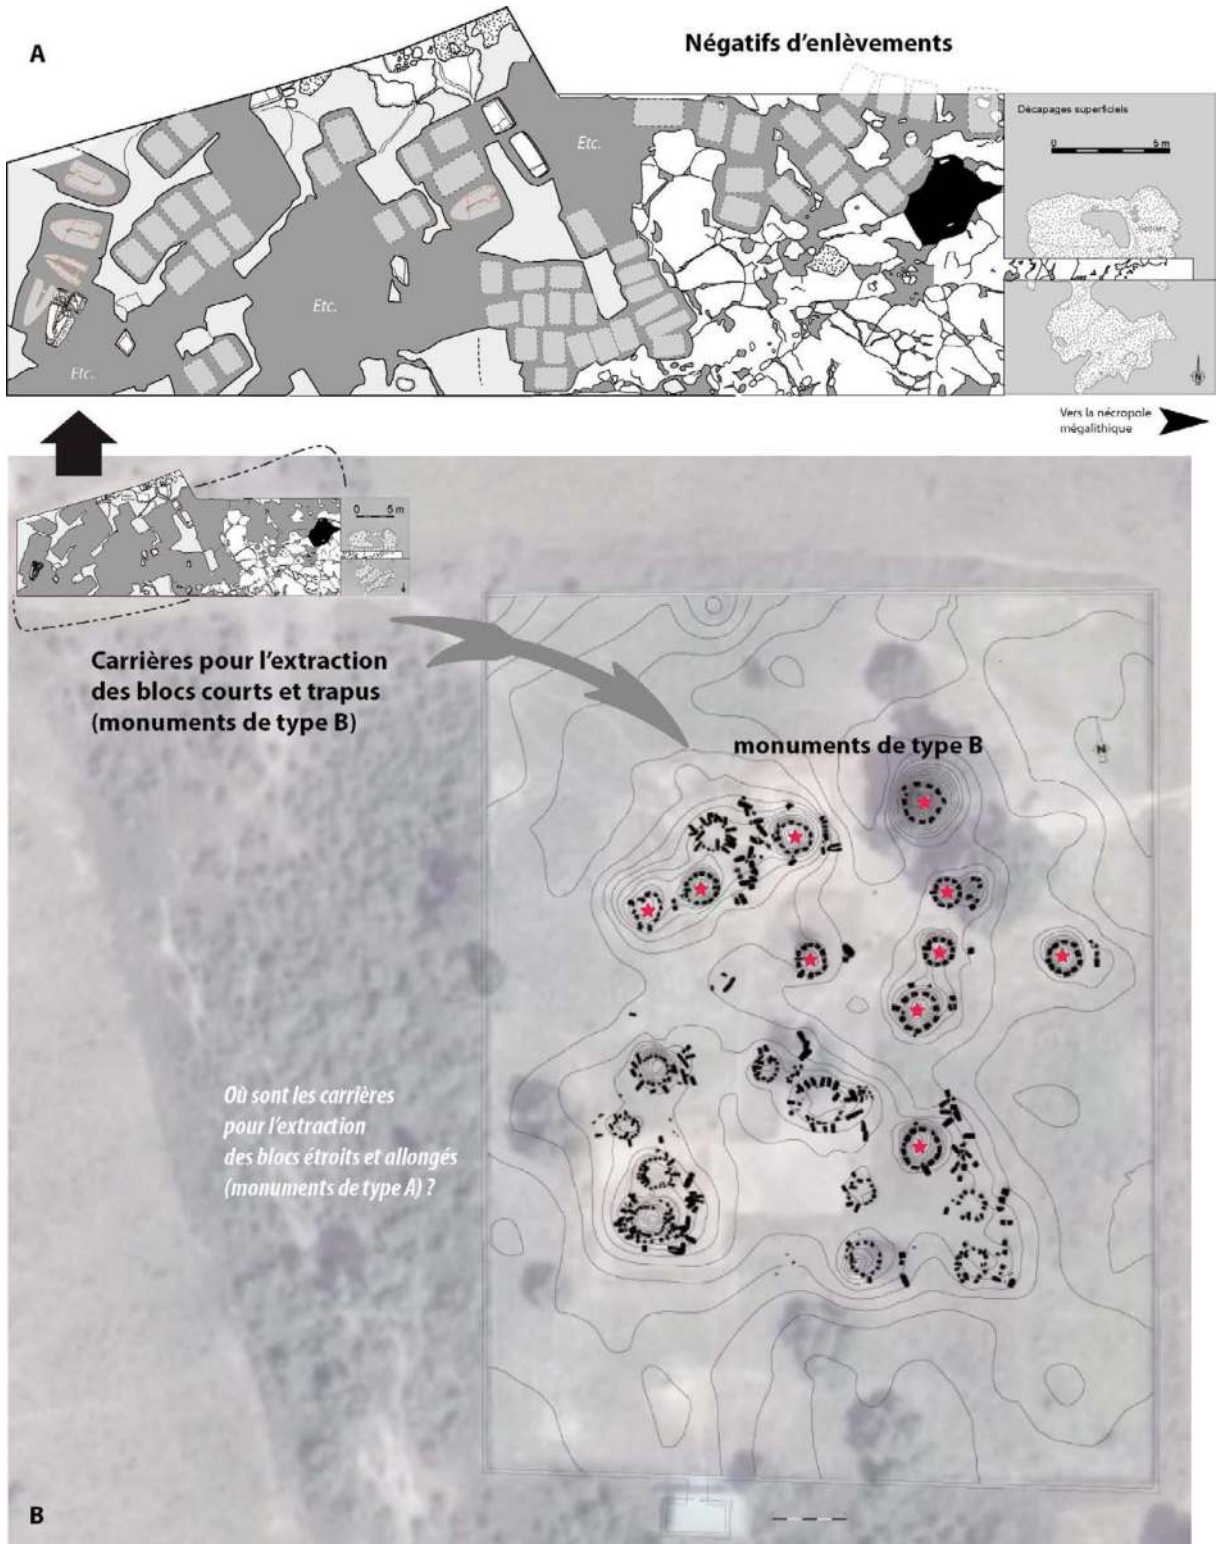 A
Négatifs d'enlèvements
Décapages superficiels
0 5 m
Etc.
Etc.
Etc.
N
Vers la nécropole
mégalithique
0 5 m
Carrières pour l'extraction
des blocs courts et trapus
(monuments de type B)
monuments de type B
N
Où sont les carrières
pour l'extraction
des blocs étroits et allongés
(monuments de type A) ?
B